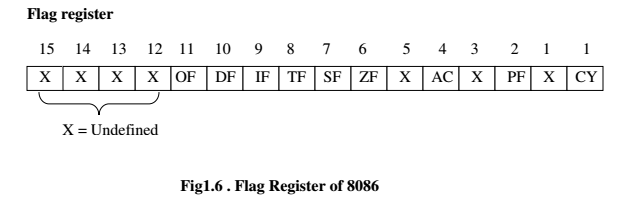 Flag register
15 14 13 12 11 10 9 8 7 6 5 4 3 2 1 1
X X X X OF DF IF TF SF ZF X AC X PF X CY
X = Undefined
Fig1.6 . Flag Register of 8086